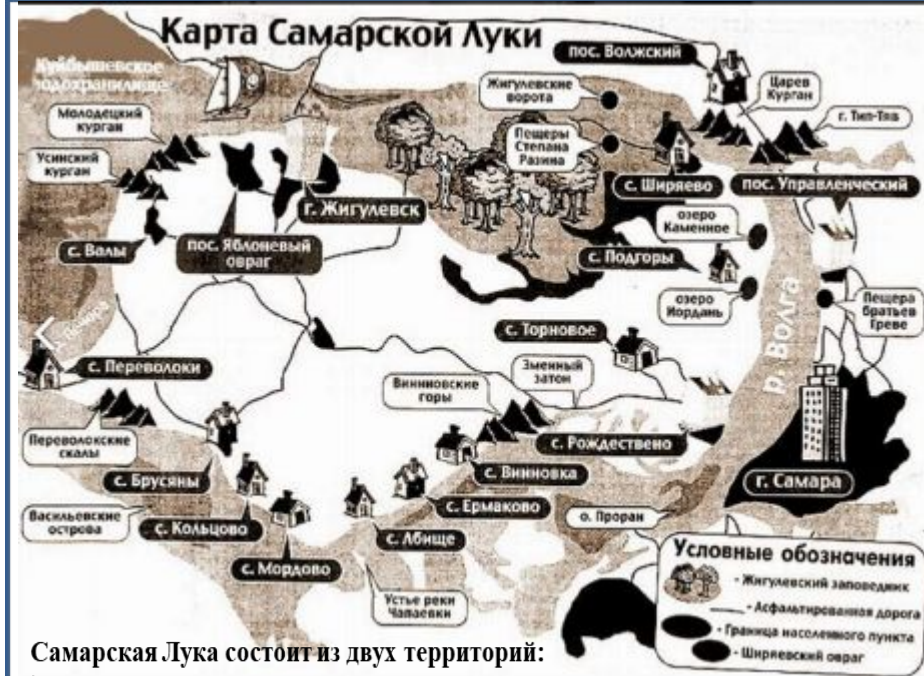 Карта Самарской Луки
Куйбышевское
водохранилище
пос. Волжский
Царев
Курган
Жигулевские
ворота
г. Тип-Тяв
Молодецкий
курган
Пещеры
Степана
Разина
Усинский
курган
с. Ширяево
пос. Управленческий
г. Жигулевск
озеро
Каменное
с. Валы
пос. Яблоневый
овраг
с. Подгоры
озеро
Иордань
Пещера
братьев
Греве
р. Волга
с. Торновое
с. Переволоки
Змеиный
затон
Винновские
горы
Переволокские
скалы
с. Рождествено
с. Брусяны
с. Винновка
г. Самара
Васильевские
острова
с. Кольцово
с. Ермаково
о. Проран
с. Абище
с. Мордово
Устье реки
Чапаевки
Условные обозначения
- Жигулевский заповедник
- Асфальтированная дорога
- Граница населенного пункта
- Ширяевский овраг
Самарская Лука состоит из двух территорий: